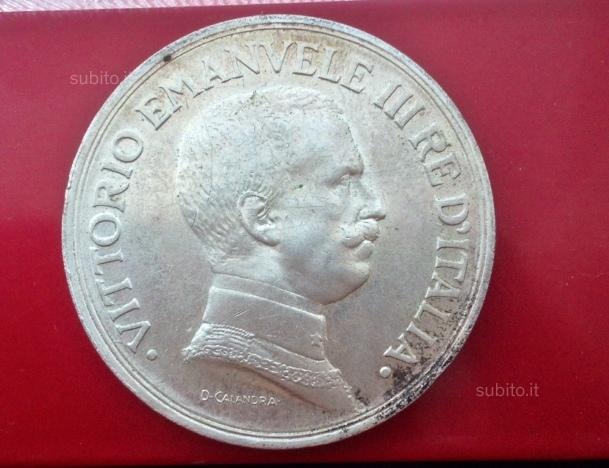 · VITTORIO EMANVELE III RE D'ITALIA ·
D-CALANDRA
subito.it
subito.it